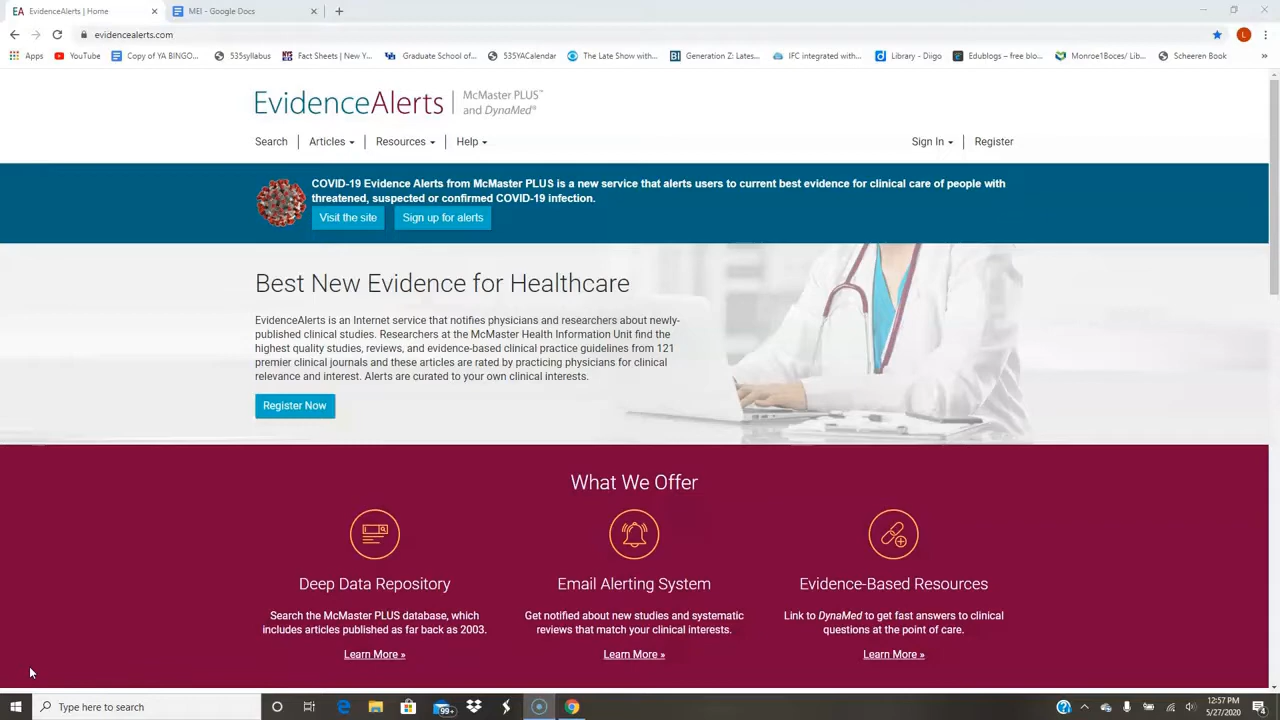 EvidenceAlerts | Home
MEI - Google Docs
evidencealerts.com
L
Apps
YouTube
Copy of YA BINGO...
535syllabus
Fact Sheets | New Y...
Graduate School of...
535YACalendar
The Late Show with...
Generation Z: Lates...
IFC integrated with...
Library - Diigo
Edublogs – free blo...
Monroe1Boces/ Lib...
Scheeren Book
»
EvidenceAlerts | McMaster PLUS™
and DynaMed®
Search
Articles
Resources
Help
Sign In
Register
COVID-19 Evidence Alerts from McMaster PLUS is a new service that alerts users to current best evidence for clinical care of people with
threatened, suspected or confirmed COVID-19 infection.
Visit the site
Sign up for alerts
Best New Evidence for Healthcare
EvidenceAlerts is an Internet service that notifies physicians and researchers about newly-
published clinical studies. Researchers at the McMaster Health Information Unit find the
highest quality studies, reviews, and evidence-based clinical practice guidelines from 121
premier clinical journals and these articles are rated by practicing physicians for clinical
relevance and interest. Alerts are curated to your own clinical interests.
Register Now
What We Offer
Deep Data Repository
Search the McMaster PLUS database, which
includes articles published as far back as 2003.
Learn More »
Email Alerting System
Get notified about new studies and systematic
reviews that match your clinical interests.
Learn More »
Evidence-Based Resources
Link to DynaMed to get fast answers to clinical
questions at the point of care.
Learn More »
Type here to search
99+
12:57 PM
5/27/2020